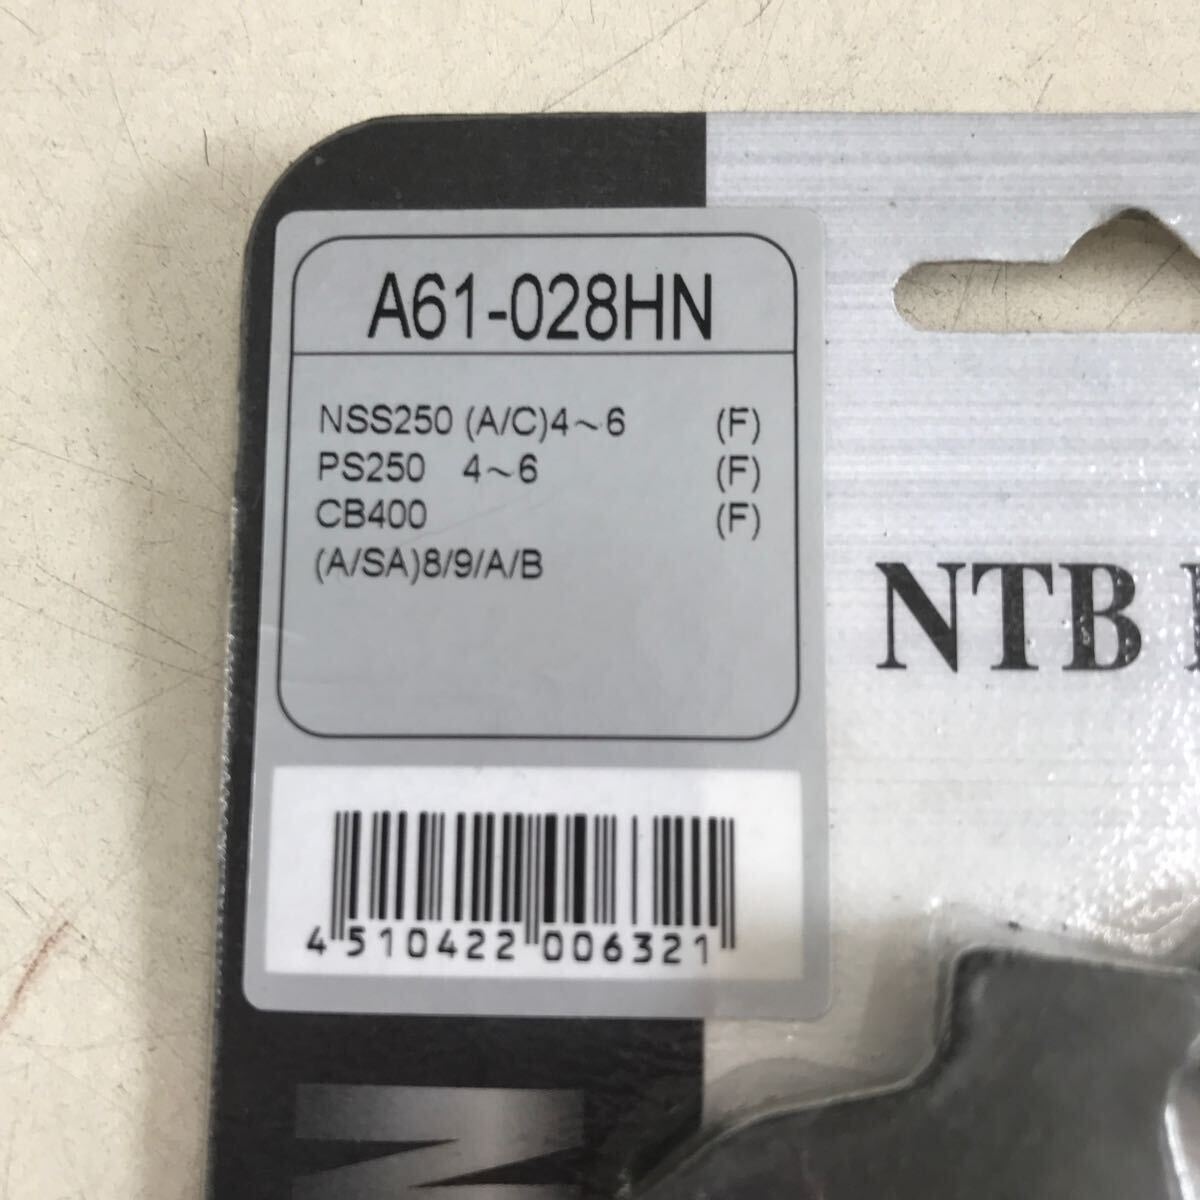 A61-028HN
NSS250 (A/C)4～6 (F)
PS250 4～6 (F)
CB400 (F)
(A/SA)8/9/A/B
NTB
4510422006321
N